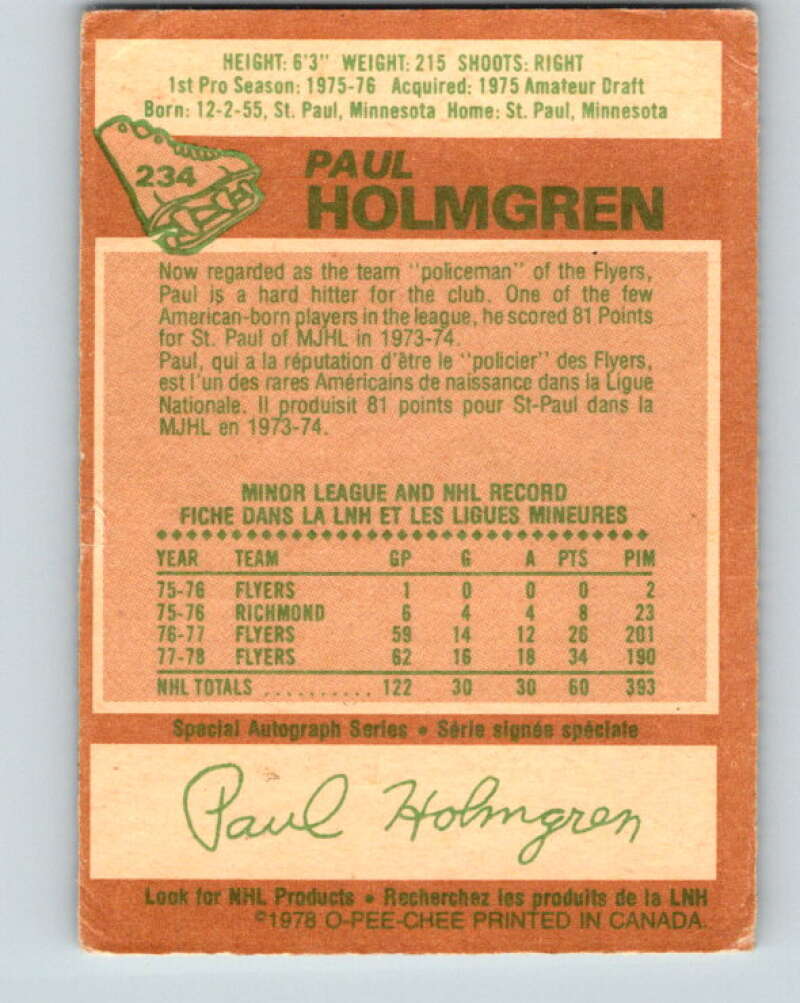 HEIGHT: 6'3" WEIGHT: 215 SHOOTS: RIGHT
1st Pro Season: 1975-76 Acquired: 1975 Amateur Draft
Born: 12-2-55, St. Paul, Minnesota Home: St. Paul, Minnesota
234
PAUL
HOLMGREN
Now regarded as the team "policeman" of the Flyers,
Paul is a hard hitter for the club. One of the few
American-born players in the league, he scored 81 Points
for St. Paul of MJHL in 1973-74.
Paul, qui a la réputation d'être le "policier" des Flyers,
est l'un des rares Américains de naissance dans la Ligue
Nationale. Il produisit 81 points pour St-Paul dans la
MJHL en 1973-74.
MINOR LEAGUE AND NHL RECORD
FICHE DANS LA LNH ET LES LIGUES MINEURES
YEAR TEAM GP G A PTS PIM
75-76 FLYERS 1 0 0 0 2
75-76 RICHMOND 6 4 4 8 23
76-77 FLYERS 59 14 12 26 201
77-78 FLYERS 62 16 18 34 190
NHL TOTALS .......... 122 30 30 60 393
Special Autograph Series • Série signée spéciale
Paul Holmgren
Look for NHL Products • Recherchez les produits de la LNH
©1978 O-PEE-CHEE PRINTED IN CANADA.